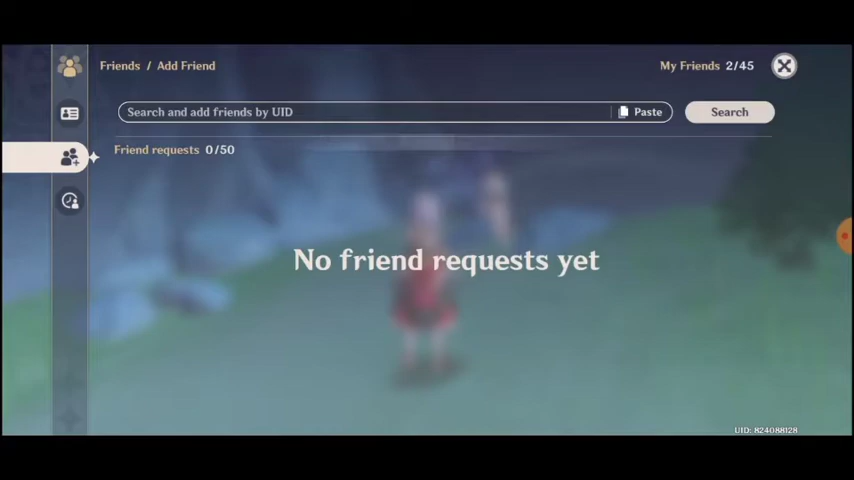 Friends / Add Friend
My Friends 2/45
Search and add friends by UID
Paste
Search
Friend requests 0/50
No friend requests yet
UID: 824088128